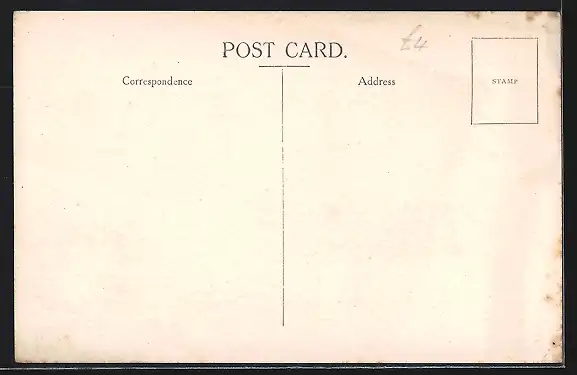 £4
POST CARD.
Correspondence
Address
STAMP